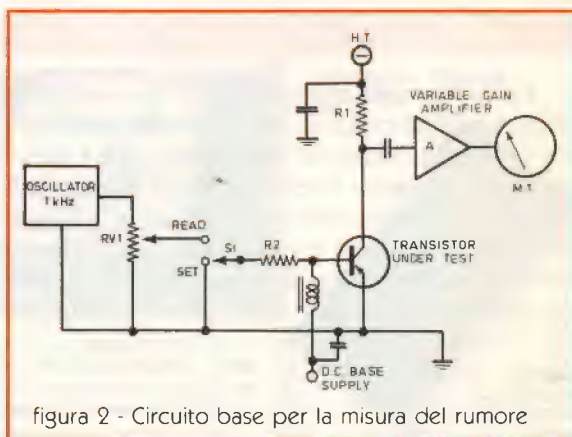 H.T.
R1
VARIABLE GAIN
AMPLIFIER
A
M.T.
OSCILLATOR
1 kHz
RV1
READ
SET
S1
R2
TRANSISTOR
UNDER TEST
D.C. BASE
SUPPLY
figura 2 - Circuito base per la misura del rumore